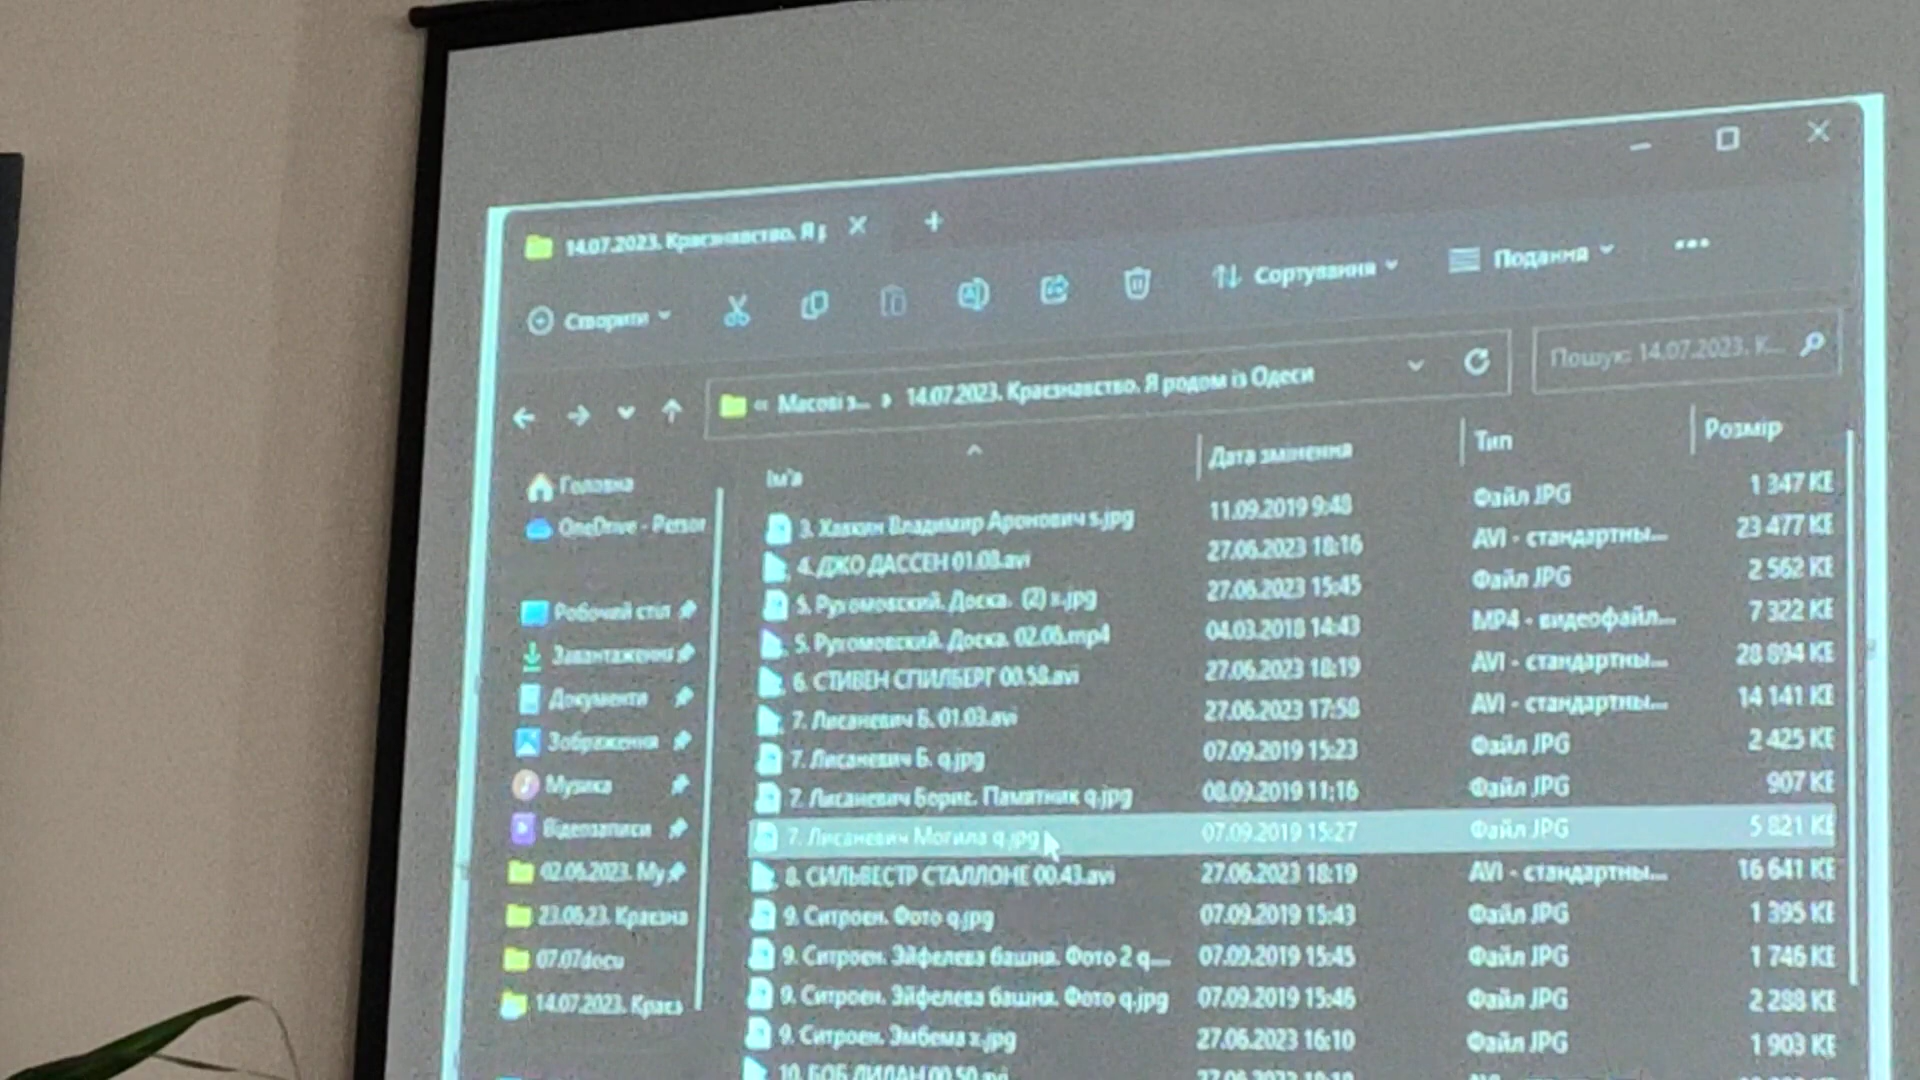 14.07.2023. Краєзнавство. Я р
Створити
Сортування
Подання
Масові з... › 14.07.2023. Краєзнавство. Я родом із Одеси
Пошук: 14.07.2023. К...
Ім'я Дата змінення Тип Розмір
Головна
OneDrive - Persor
Робочий стіл
Завантаження
Документи
Зображення
Музика
Відеозаписи
02.06.2023. Му
23.06.23. Краєзна
07.07docu
14.07.2023. Краєз
3. Хавкин Владимир Аронович s.jpg 11.09.2019 9:48 Файл JPG 1 347 КБ
4. ДЖО ДАССЕН 01.08.avi 27.06.2023 18:16 AVI - стандартны... 23 477 КБ
5. Рухомовский. Доска. (2) x.jpg 27.06.2023 15:45 Файл JPG 2 562 КБ
5. Рухомовский. Доска. 02.06.mp4 04.03.2018 14:43 MP4 - видеофайл... 7 322 КБ
6. СТИВЕН СПИЛБЕРГ 00.58.avi 27.06.2023 18:19 AVI - стандартны... 28 894 КБ
7. Лисаневич Б. 01.03.avi 27.06.2023 17:58 AVI - стандартны... 14 141 КБ
7. Лисаневич Б. q.jpg 07.09.2019 15:23 Файл JPG 2 425 КБ
7. Лисаневич Борис. Памятник q.jpg 08.09.2019 11:16 Файл JPG 907 КБ
7. Лисаневич Могила q.jpg 07.09.2019 15:27 Файл JPG 5 821 КБ
8. СИЛЬВЕСТР СТАЛЛОНЕ 00.43.avi 27.06.2023 18:19 AVI - стандартны... 16 641 КБ
9. Ситроен. Фото q.jpg 07.09.2019 15:43 Файл JPG 1 395 КБ
9. Ситроен. Эйфелева башня. Фото 2 q.... 07.09.2019 15:45 Файл JPG 1 746 КБ
9. Ситроен. Эйфелева башня. Фото q.jpg 07.09.2019 15:46 Файл JPG 2 288 КБ
9. Ситроен. Эмбема x.jpg 27.06.2023 16:10 Файл JPG 1 903 КБ
10. БОБ ДИЛАН 00.50.avi